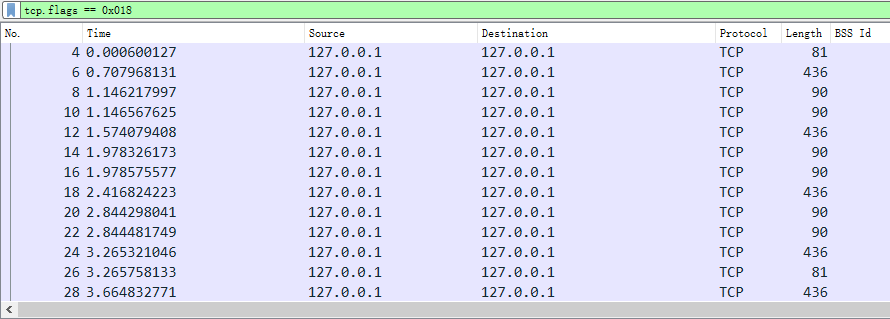 tcp.flags == 0x018
No. Time Source Destination Protocol Length BSS Id
4 0.000600127 127.0.0.1 127.0.0.1 TCP 81
6 0.707968131 127.0.0.1 127.0.0.1 TCP 436
8 1.146217997 127.0.0.1 127.0.0.1 TCP 90
10 1.146567625 127.0.0.1 127.0.0.1 TCP 90
12 1.574079408 127.0.0.1 127.0.0.1 TCP 436
14 1.978326173 127.0.0.1 127.0.0.1 TCP 90
16 1.978575577 127.0.0.1 127.0.0.1 TCP 90
18 2.416824223 127.0.0.1 127.0.0.1 TCP 436
20 2.844298041 127.0.0.1 127.0.0.1 TCP 90
22 2.844481749 127.0.0.1 127.0.0.1 TCP 90
24 3.265321046 127.0.0.1 127.0.0.1 TCP 436
26 3.265758133 127.0.0.1 127.0.0.1 TCP 81
28 3.664832771 127.0.0.1 127.0.0.1 TCP 436